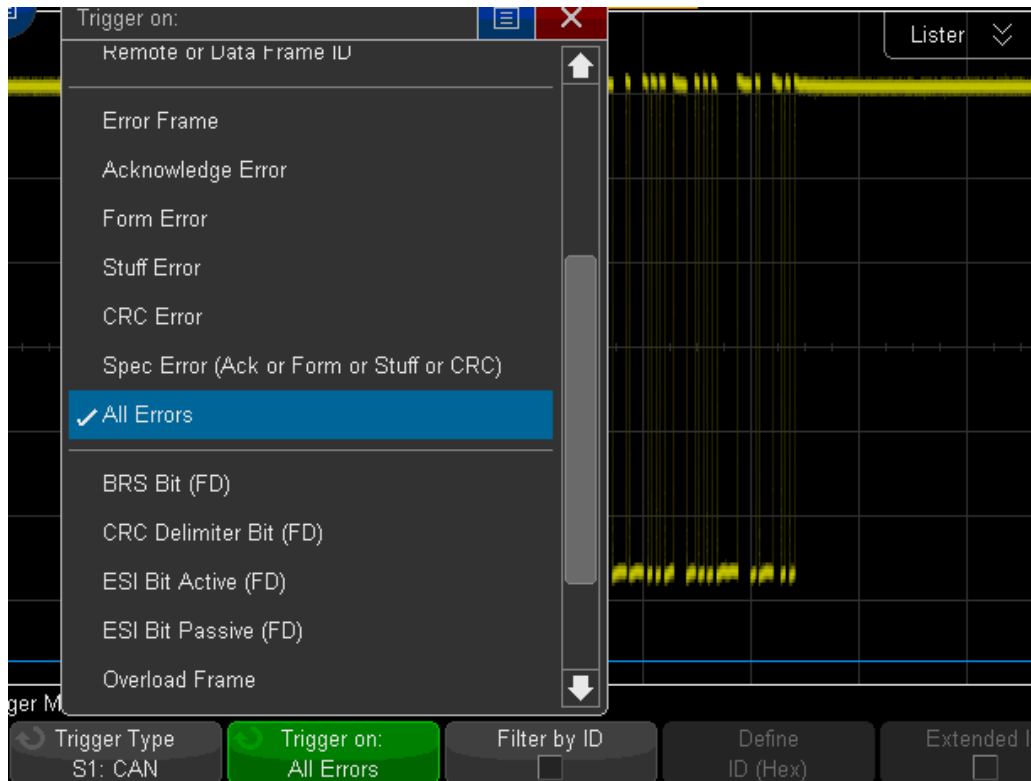 Trigger on:
Lister
Remote or Data Frame ID
Error Frame
Acknowledge Error
Form Error
Stuff Error
CRC Error
Spec Error (Ack or Form or Stuff or CRC)
All Errors
BRS Bit (FD)
CRC Delimiter Bit (FD)
ESI Bit Active (FD)
ESI Bit Passive (FD)
Overload Frame
ger M
Trigger Type
S1: CAN
Trigger on:
All Errors
Filter by ID
Define
ID (Hex)
Extended I